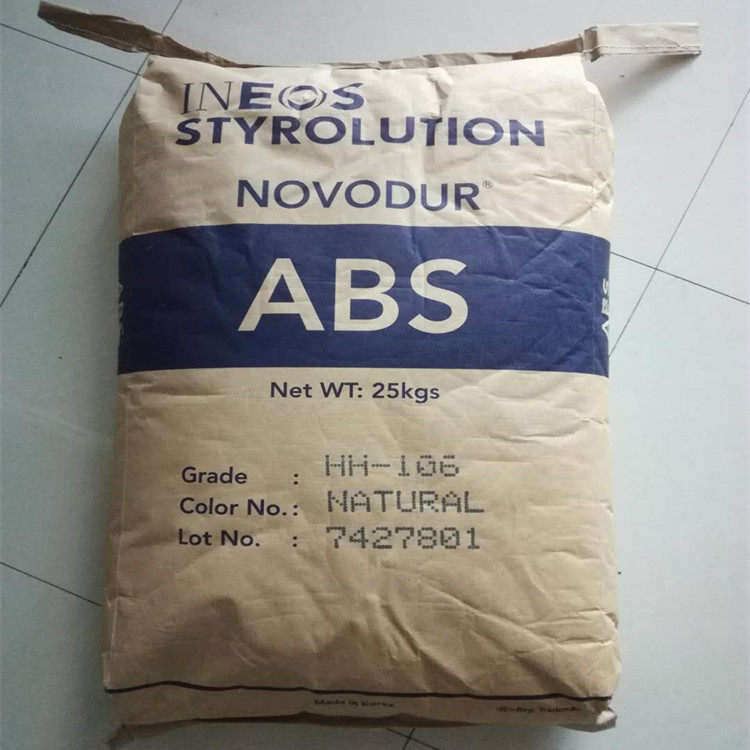 INEOS
STYROLUTION
NOVODUR®
ABS
ABS
Net WT: 25kgs
Grade : HH-106
Color No. : NATURAL
Lot No. : 7427801
Made in Korea